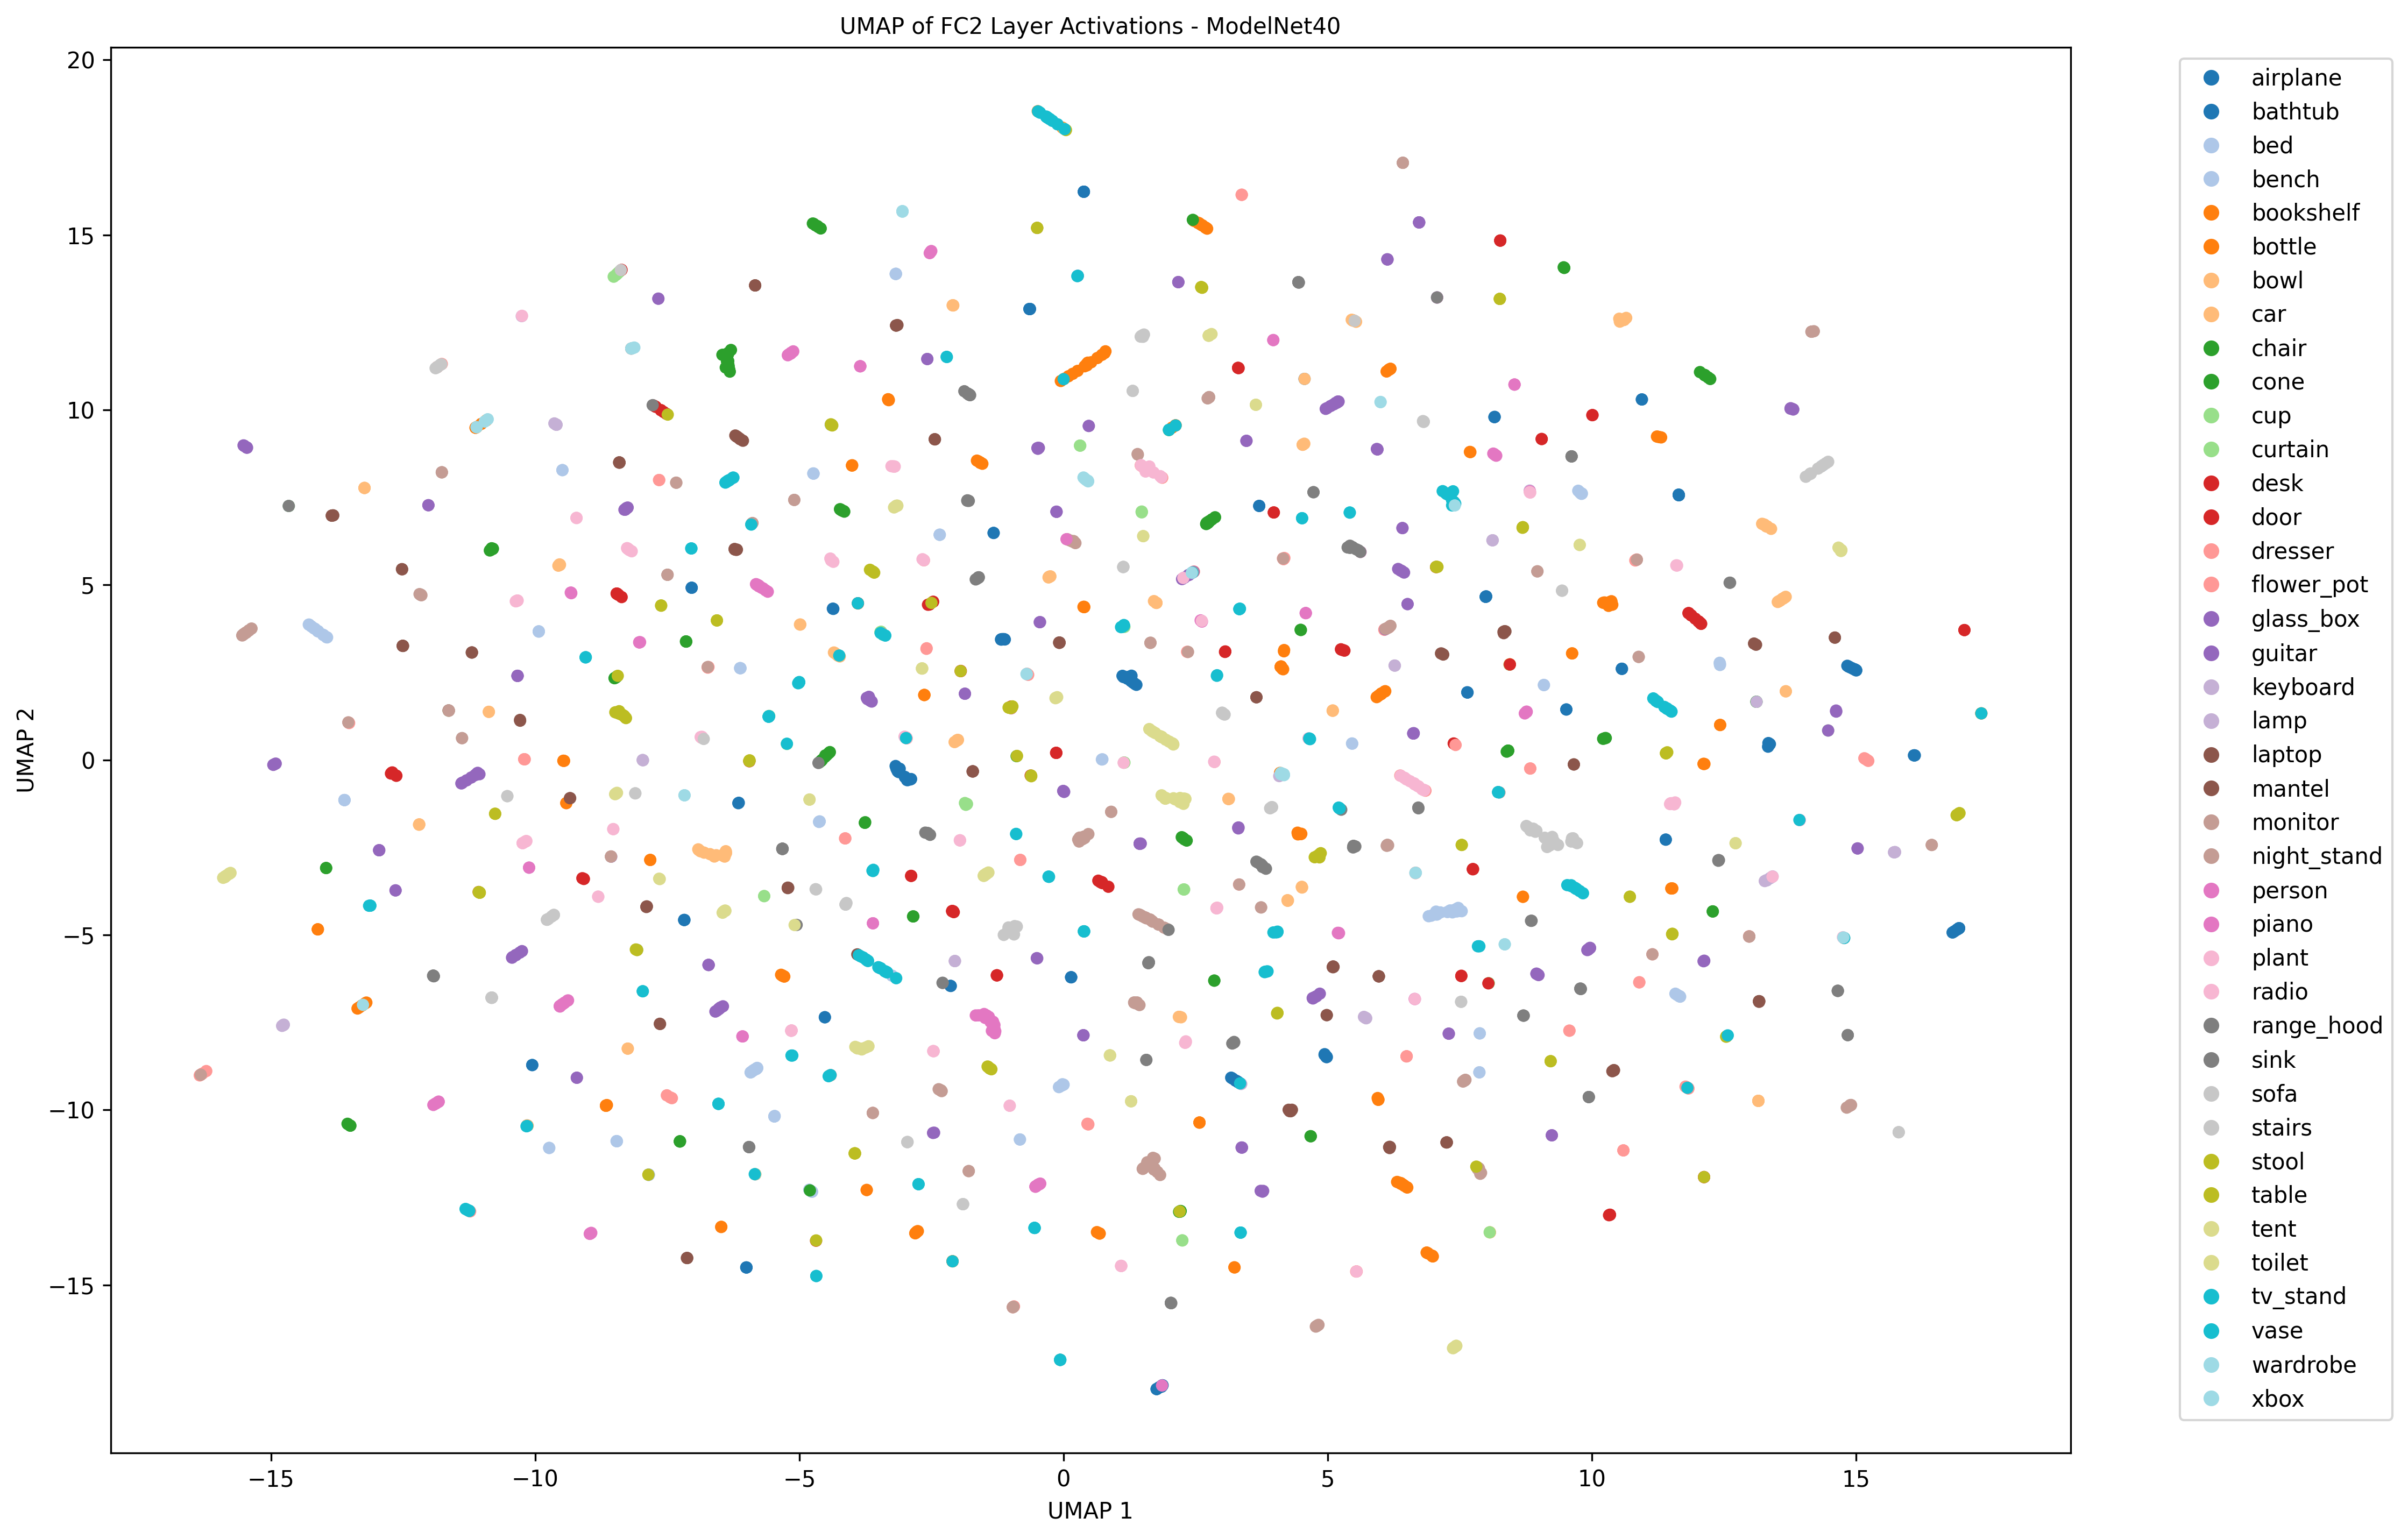 UMAP of FC2 Layer Activations - ModelNet40
20
15
10
5
0
−5
−10
−15
UMAP 2
−15
−10
−5
0
5
10
15
UMAP 1
airplane
bathtub
bed
bench
bookshelf
bottle
bowl
car
chair
cone
cup
curtain
desk
door
dresser
flower_pot
glass_box
guitar
keyboard
lamp
laptop
mantel
monitor
night_stand
person
piano
plant
radio
range_hood
sink
sofa
stairs
stool
table
tent
toilet
tv_stand
vase
wardrobe
xbox